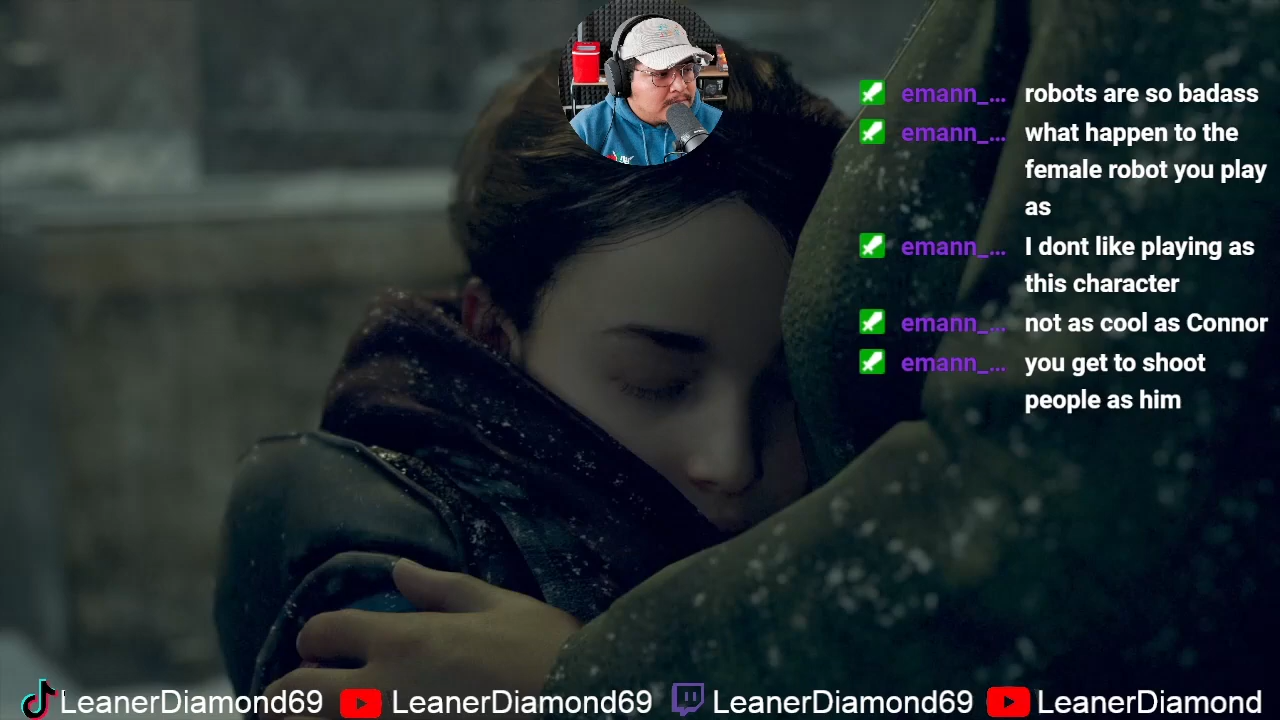 emann_... robots are so badass
emann_... what happen to the
female robot you play
as
emann_... I dont like playing as
this character
emann_... not as cool as Connor
emann_... you get to shoot
people as him
LeanerDiamond69 LeanerDiamond69 LeanerDiamond69 LeanerDiamond